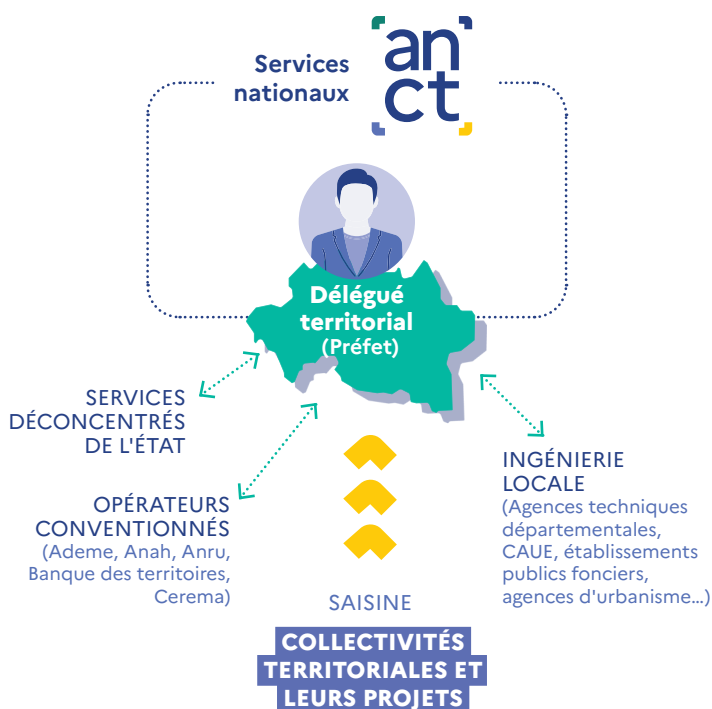 Services
nationaux
an
ct
Délégué
territorial
(Préfet)
SERVICES
DÉCONCENTRÉS
DE L'ÉTAT
OPÉRATEURS
CONVENTIONNÉS
(Ademe, Anah, Anru,
Banque des territoires,
Cerema)
INGÉNIERIE
LOCALE
(Agences techniques
départementales,
CAUE, établissements
publics fonciers,
agences d'urbanisme...)
SAISINE
COLLECTIVITÉS
TERRITORIALES ET
LEURS PROJETS